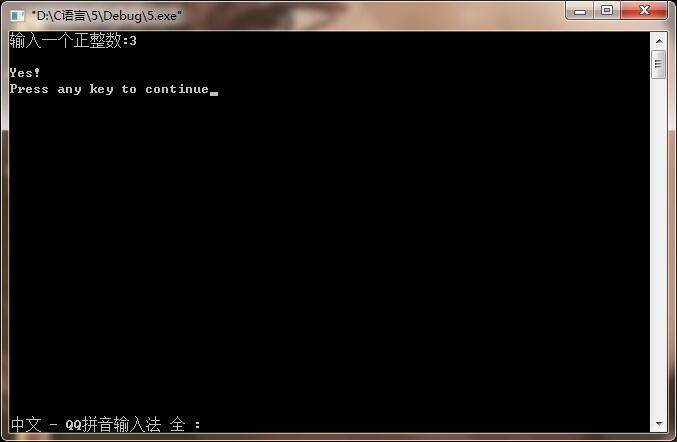 "D:\C语言\5\Debug\5.exe"
输入一个正整数:3
Yes!
Press any key to continue
中文 - QQ拼音输入法 全 :